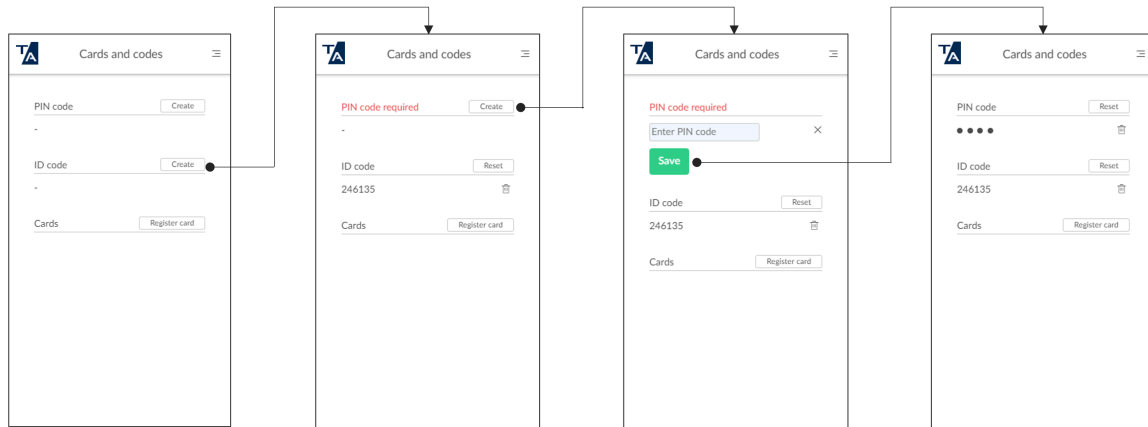 TA
Cards and codes
PIN code
Create
-
ID code
Create
-
Cards
Register card
TA
Cards and codes
PIN code required
Create
-
ID code
Reset
246135
Cards
Register card
TA
Cards and codes
PIN code required
Enter PIN code
Save
ID code
Reset
246135
Cards
Register card
TA
Cards and codes
PIN code
Reset
ID code
Reset
246135
Cards
Register card